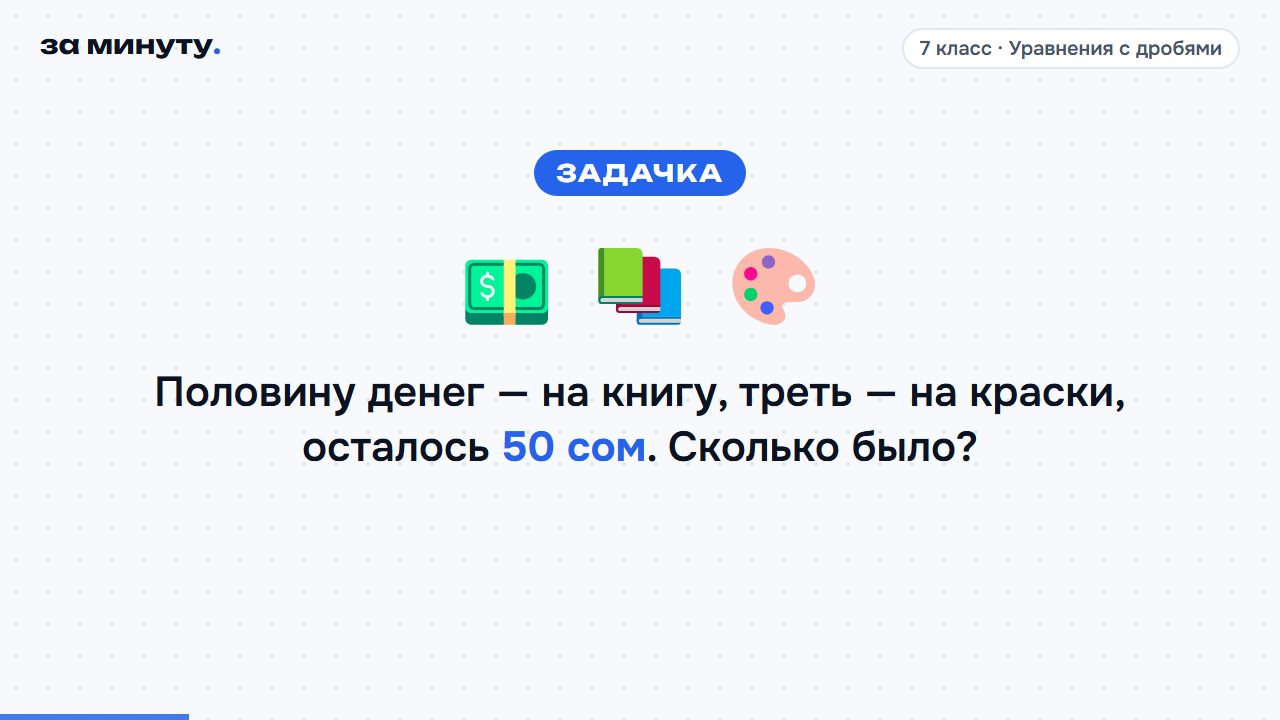 за минуту.
7 класс · Уравнения с дробями
ЗАДАЧКА
$
Половину денег — на книгу, треть — на краски,
осталось 50 сом. Сколько было?